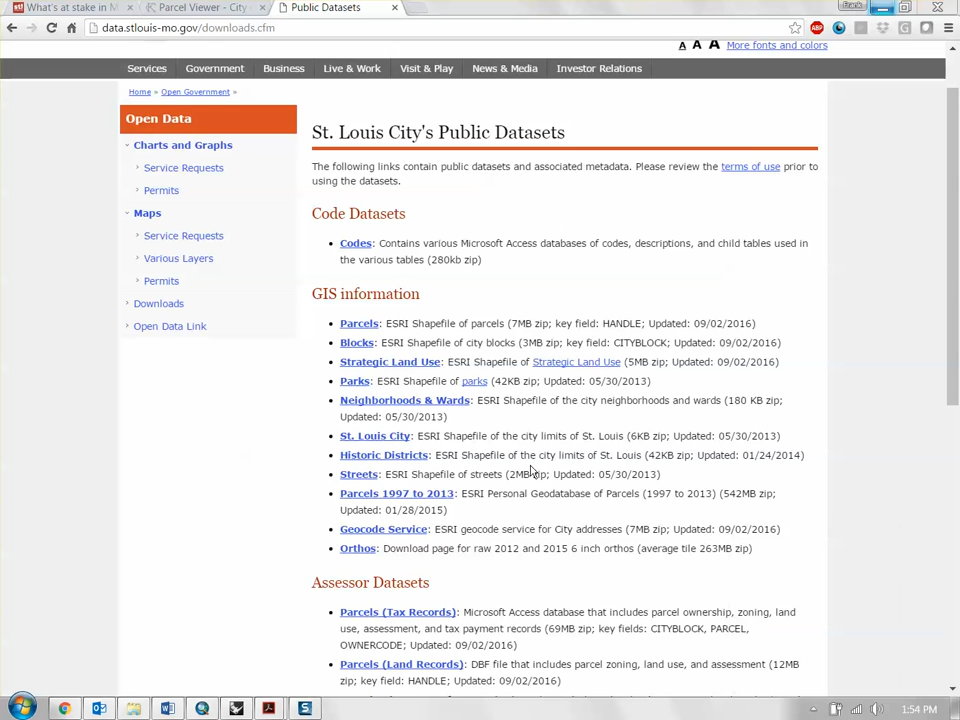 What's at stake in M
Parcel Viewer - City
Public Datasets
Frank
data.stlouis-mo.gov/downloads.cfm
ABP
A A A More fonts and colors
Services Government Business Live & Work Visit & Play News & Media Investor Relations
Home » Open Government »
Open Data
Charts and Graphs
Service Requests
Permits
Maps
Service Requests
Various Layers
Permits
Downloads
Open Data Link
St. Louis City's Public Datasets
The following links contain public datasets and associated metadata. Please review the terms of use prior to
using the datasets.
Code Datasets
• Codes: Contains various Microsoft Access databases of codes, descriptions, and child tables used in
the various tables (280kb zip)
GIS information
• Parcels: ESRI Shapefile of parcels (7MB zip; key field: HANDLE; Updated: 09/02/2016)
• Blocks: ESRI Shapefile of city blocks (3MB zip; key field: CITYBLOCK; Updated: 09/02/2016)
• Strategic Land Use: ESRI Shapefile of Strategic Land Use (5MB zip; Updated: 09/02/2016)
• Parks: ESRI Shapefile of parks (42KB zip; Updated: 05/30/2013)
• Neighborhoods & Wards: ESRI Shapefile of the city neighborhoods and wards (180 KB zip;
Updated: 05/30/2013)
• St. Louis City: ESRI Shapefile of the city limits of St. Louis (6KB zip; Updated: 05/30/2013)
• Historic Districts: ESRI Shapefile of the city limits of St. Louis (42KB zip; Updated: 01/24/2014)
• Streets: ESRI Shapefile of streets (2MB zip; Updated: 05/30/2013)
• Parcels 1997 to 2013: ESRI Personal Geodatabase of Parcels (1997 to 2013) (542MB zip;
Updated: 01/28/2015)
• Geocode Service: ESRI geocode service for City addresses (7MB zip; Updated: 09/02/2016)
• Orthos: Download page for raw 2012 and 2015 6 inch orthos (average tile 263MB zip)
Assessor Datasets
• Parcels (Tax Records): Microsoft Access database that includes parcel ownership, zoning, land
use, assessment, and tax payment records (69MB zip; key fields: CITYBLOCK, PARCEL,
OWNERCODE; Updated: 09/02/2016)
• Parcels (Land Records): DBF file that includes parcel zoning, land use, and assessment (12MB
zip; key field: HANDLE; Updated: 09/02/2016)
1:54 PM